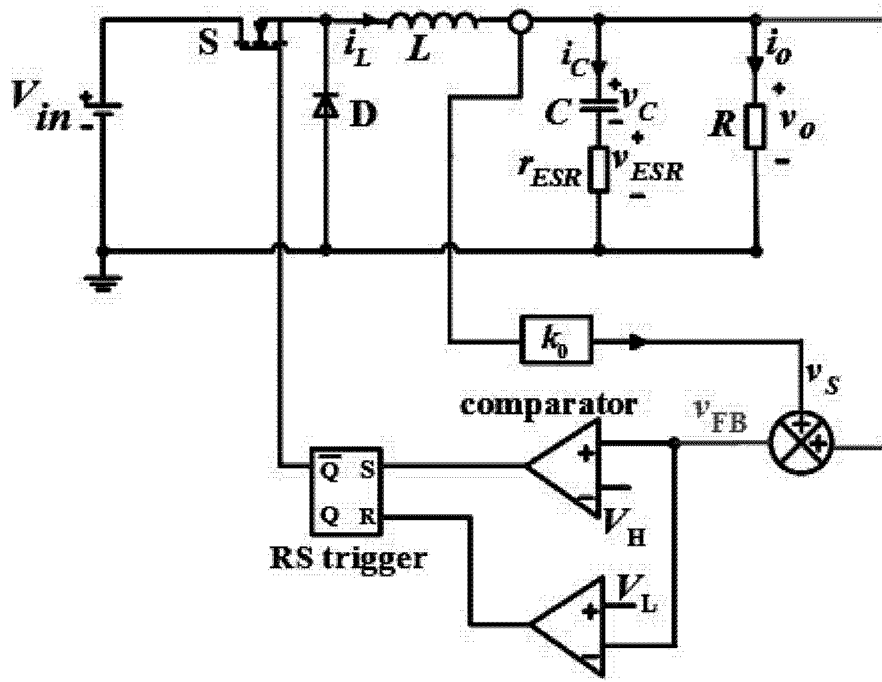 S
i_L
L
i_C
i_o
V_in
+
-
D
C
+
v_C
-
R
+
v_o
-
r_ESR
+
v_ESR
-
k_0
v_S
comparator
v_FB
+
+
Q̅ S
Q R
+
-
V_H
RS trigger
V_L
+
-